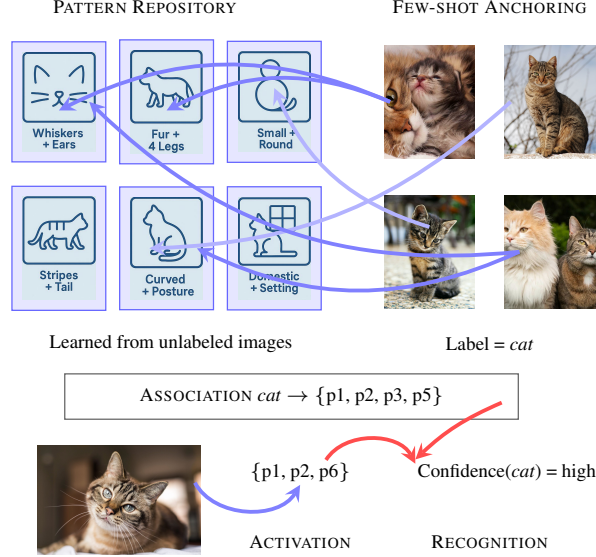 PATTERN REPOSITORY
FEW-SHOT ANCHORING
Whiskers
+ Ears
Fur +
4 Legs
Small +
Round
Stripes
+ Tail
Curved
+ Posture
Domestic
+ Setting
Learned from unlabeled images
Label = cat
ASSOCIATION cat → {p1, p2, p3, p5}
{p1, p2, p6}
Confidence(cat) = high
ACTIVATION
RECOGNITION